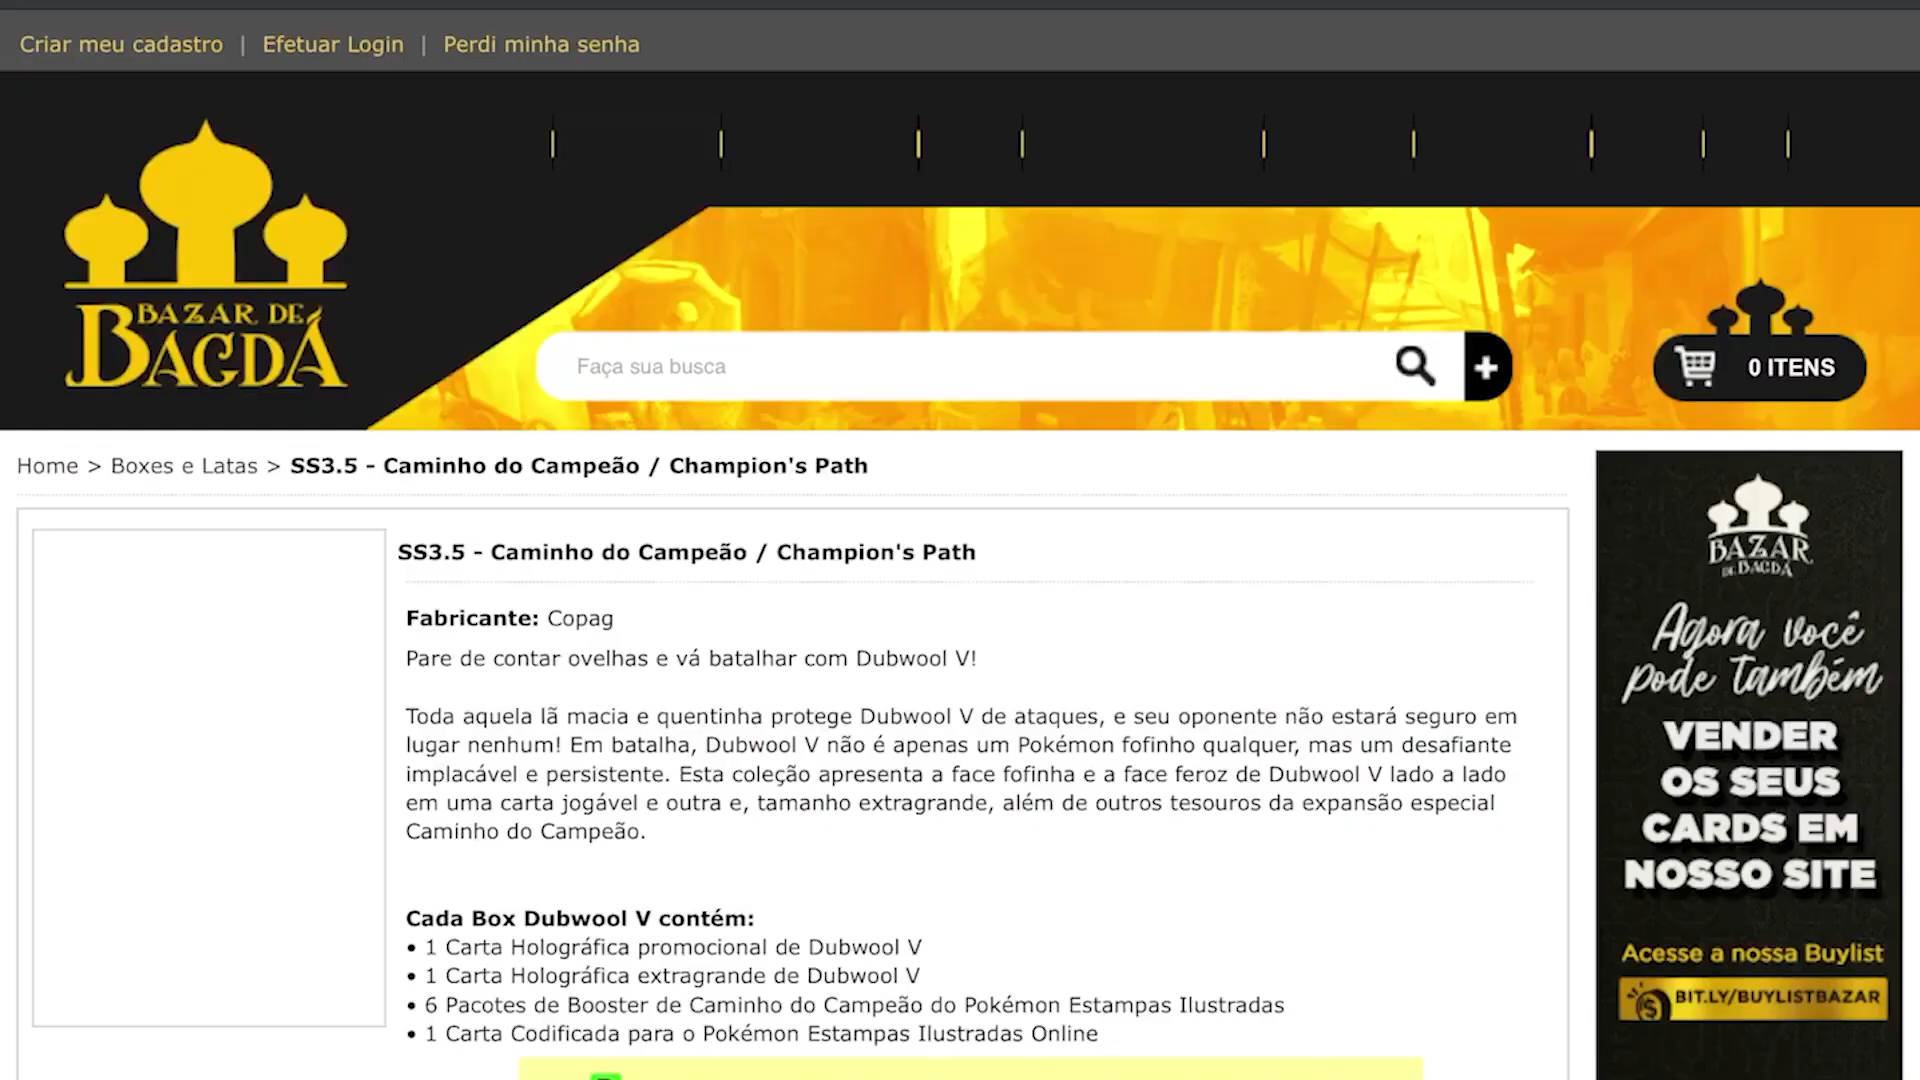 Criar meu cadastro | Efetuar Login | Perdi minha senha
BAZAR DE
BAGDÁ
Faça sua busca
+
0 ITENS
Home > Boxes e Latas > SS3.5 - Caminho do Campeão / Champion's Path
SS3.5 - Caminho do Campeão / Champion's Path
Fabricante: Copag
Pare de contar ovelhas e vá batalhar com Dubwool V!
Toda aquela lã macia e quentinha protege Dubwool V de ataques, e seu oponente não estará seguro em
lugar nenhum! Em batalha, Dubwool V não é apenas um Pokémon fofinho qualquer, mas um desafiante
implacável e persistente. Esta coleção apresenta a face fofinha e a face feroz de Dubwool V lado a lado
em uma carta jogável e outra e, tamanho extragrande, além de outros tesouros da expansão especial
Caminho do Campeão.
Cada Box Dubwool V contém:
• 1 Carta Holográfica promocional de Dubwool V
• 1 Carta Holográfica extragrande de Dubwool V
• 6 Pacotes de Booster de Caminho do Campeão do Pokémon Estampas Ilustradas
• 1 Carta Codificada para o Pokémon Estampas Ilustradas Online
BAZAR
DE BAGDÁ
Agora você
pode também
VENDER
OS SEUS
CARDS EM
NOSSO SITE
Acesse a nossa Buylist
$ BIT.LY/BUYLISTBAZAR